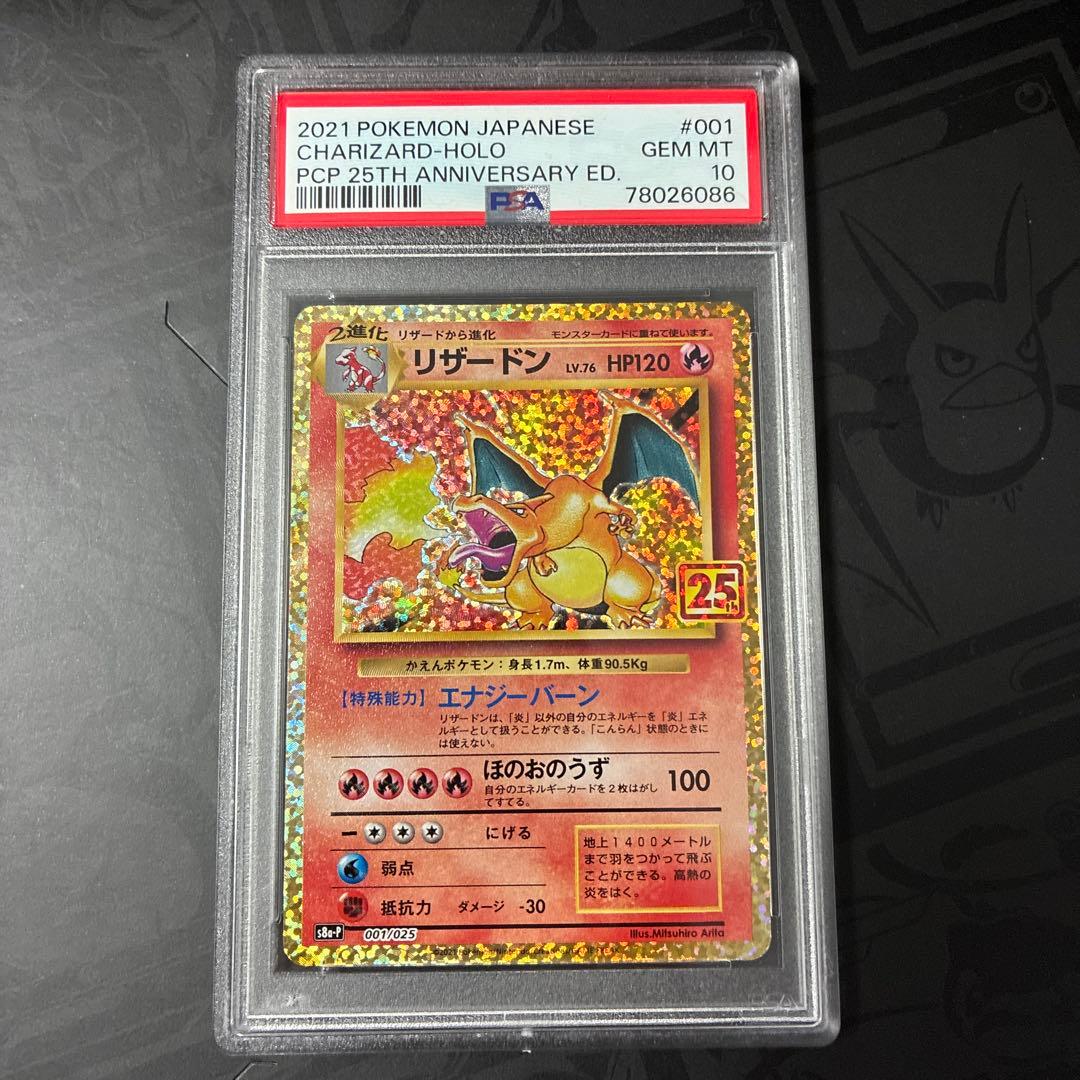 2021 POKEMON JAPANESE #001
CHARIZARD-HOLO GEM MT
PCP 25TH ANNIVERSARY ED. 10
PSA 78026086
2進化 リザードから進化 モンスターカードに重ねて使います。
リザードン LV.76 HP120
25th
かえんポケモン：身長1.7m、体重90.5Kg
【特殊能力】エナジーバーン
リザードンは、「炎」以外の自分のエネルギーを「炎」エネ
ルギーとして扱うことができる。「こんらん」状態のときに
は使えない。
ほのおのうず 100
自分のエネルギーカードを2枚はがし
てすてる。
ー にげる
弱点
抵抗力 ダメージ -30
地上1400メートル
まで羽をつかって飛ぶ
ことができる。高熱の
炎をはく。
s8a-P 001/025 Illus.Mitsuhiro Arita
©2021 Pokémon/Nintendo/Creatures/GAME FREAK